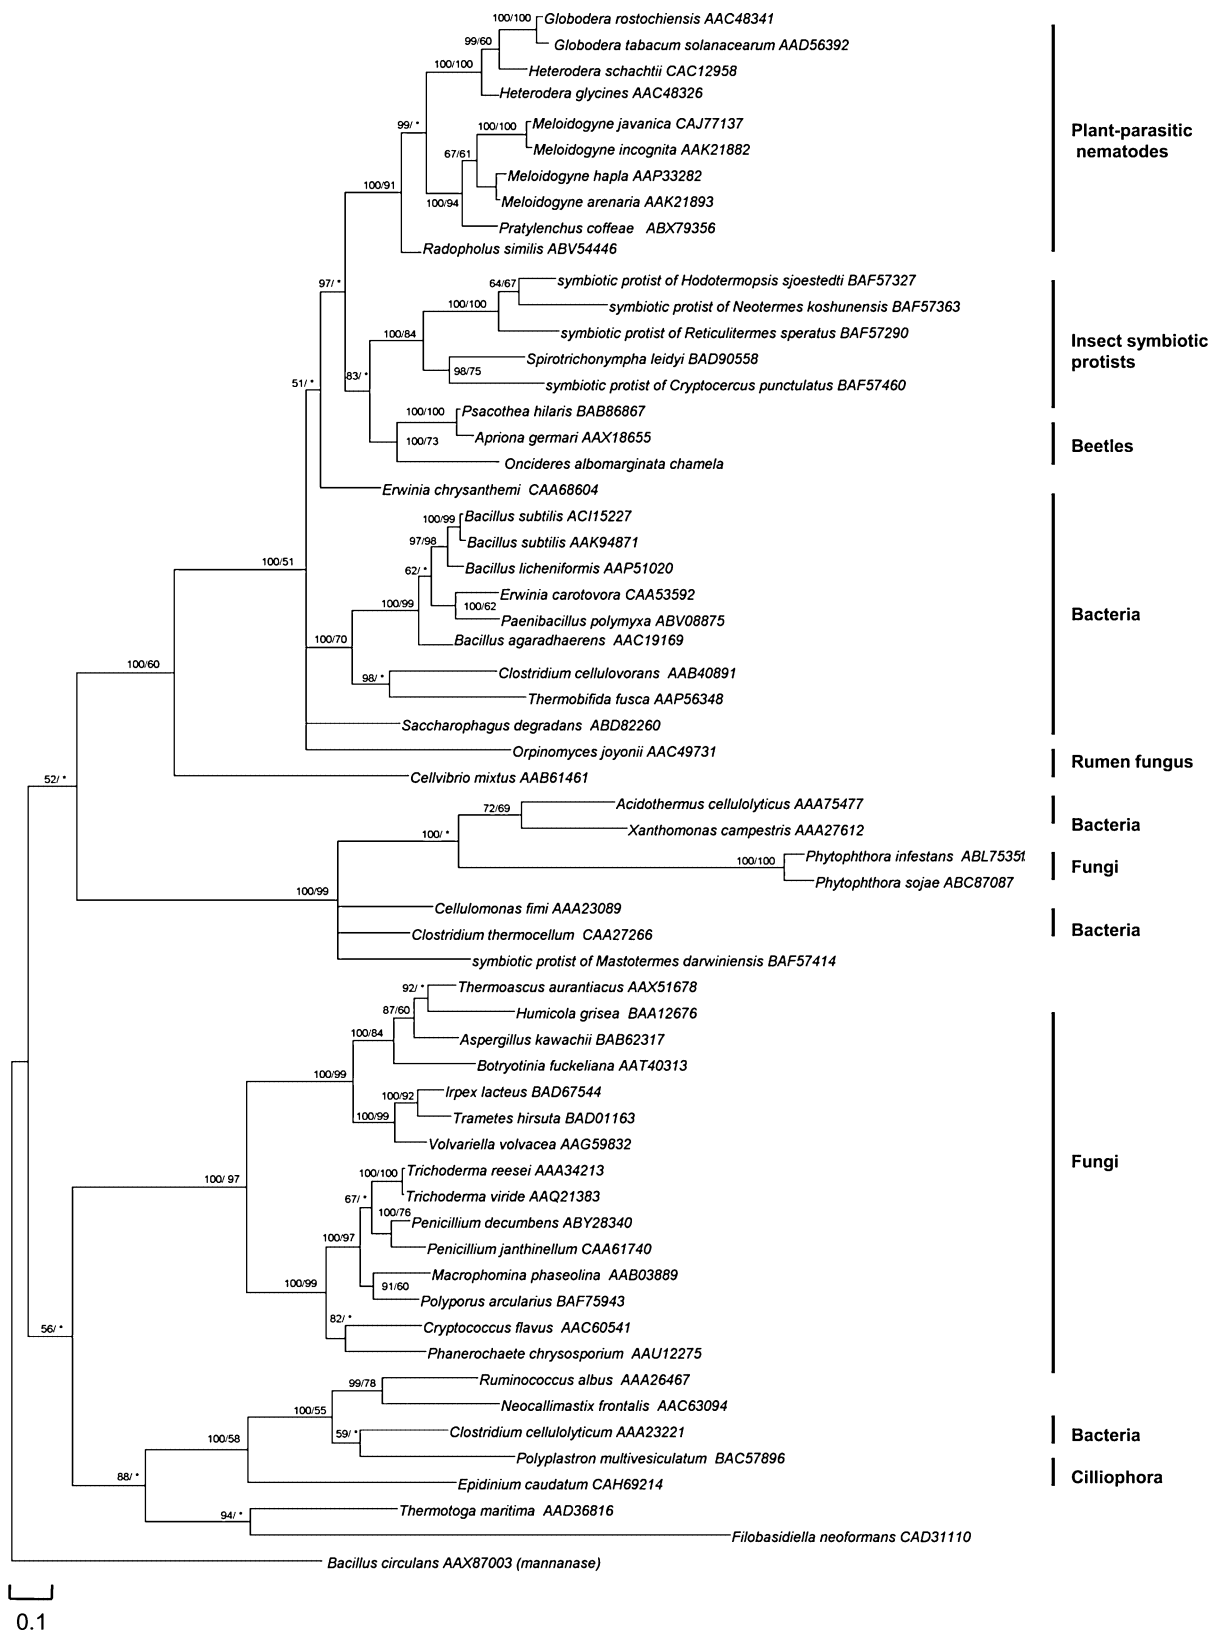 100/100 Globodera rostochiensis AAC48341
99/60 Globodera tabacum solanacearum AAD56392
100/100 Heterodera schachtii CAC12958
Heterodera glycines AAC48326
99/ * 100/100 Meloidogyne javanica CAJ77137
Plant-parasitic
nematodes
67/61 Meloidogyne incognita AAK21882
Meloidogyne hapla AAP33282
100/91
100/94 Meloidogyne arenaria AAK21893
Pratylenchus coffeae ABX79356
Radopholus similis ABV54446
97/ * 64/67 symbiotic protist of Hodotermopsis sjoestedti BAF57327
100/100 symbiotic protist of Neotermes koshunensis BAF57363
100/84 symbiotic protist of Reticulitermes speratus BAF57290
Insect symbiotic
protists
Spirotrichonympha leidyi BAD90558
51/ * 83/ * 98/75 symbiotic protist of Cryptocercus punctulatus BAF57460
100/100 Psacothea hilaris BAB86867
100/73 Apriona germari AAX18655
Beetles
Oncideres albomarginata chamela
Erwinia chrysanthemi CAA68604
100/99 Bacillus subtilis ACI15227
97/98 Bacillus subtilis AAK94871
100/51 62/ * Bacillus licheniformis AAP51020
Erwinia carotovora CAA53592
100/99 100/62
Bacteria
Paenibacillus polymyxa ABV08875
100/70 Bacillus agaradhaerens AAC19169
100/60 98/ * Clostridium cellulovorans AAB40891
Thermobifida fusca AAP56348
Saccharophagus degradans ABD82260
Orpinomyces joyonii AAC49731
Rumen fungus
52/ * Cellvibrio mixtus AAB61461
72/69 Acidothermus cellulolyticus AAA75477
Bacteria
100/ * Xanthomonas campestris AAA27612
100/100 Phytophthora infestans ABL75351
Fungi
Phytophthora sojae ABC87087
100/99
Cellulomonas fimi AAA23089
Bacteria
Clostridium thermocellum CAA27266
symbiotic protist of Mastotermes darwiniensis BAF57414
92/ * Thermoascus aurantiacus AAX51678
87/60 Humicola grisea BAA12676
100/84 Aspergillus kawachii BAB62317
Botryotinia fuckeliana AAT40313
100/99 100/92 Irpex lacteus BAD67544
100/99 Trametes hirsuta BAD01163
Volvariella volvacea AAG59832
Fungi
100/ 97 100/100 Trichoderma reesei AAA34213
67/ * Trichoderma viride AAQ21383
100/76 Penicillium decumbens ABY28340
100/97 Penicillium janthinellum CAA61740
100/99 Macrophomina phaseolina AAB03889
91/60
Polyporus arcularius BAF75943
56/ * 82/ * Cryptococcus flavus AAC60541
Phanerochaete chrysosporium AAU12275
99/78 Ruminococcus albus AAA26467
100/55 Neocallimastix frontalis AAC63094
100/58 59/ * Clostridium cellulolyticum AAA23221
Bacteria
Polyplastron multivesiculatum BAC57896
88/ * Epidinium caudatum CAH69214
Cilliophora
94/ * Thermotoga maritima AAD36816
Filobasidiella neoformans CAD31110
Bacillus circulans AAX87003 (mannanase)
0.1